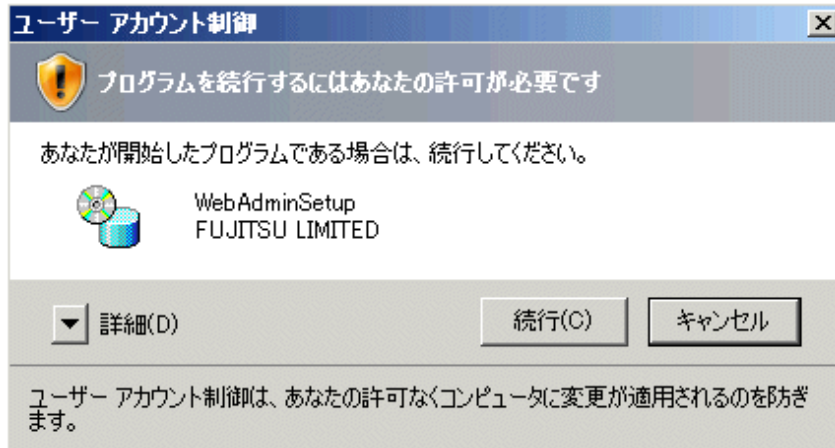 ユーザー アカウント制御
プログラムを続行するにはあなたの許可が必要です
あなたが開始したプログラムである場合は、続行してください。
WebAdminSetup
FUJITSU LIMITED
詳細(D)
続行(C)
キャンセル
ユーザー アカウント制御は、あなたの許可なくコンピュータに変更が適用されるのを防ぎ
ます。